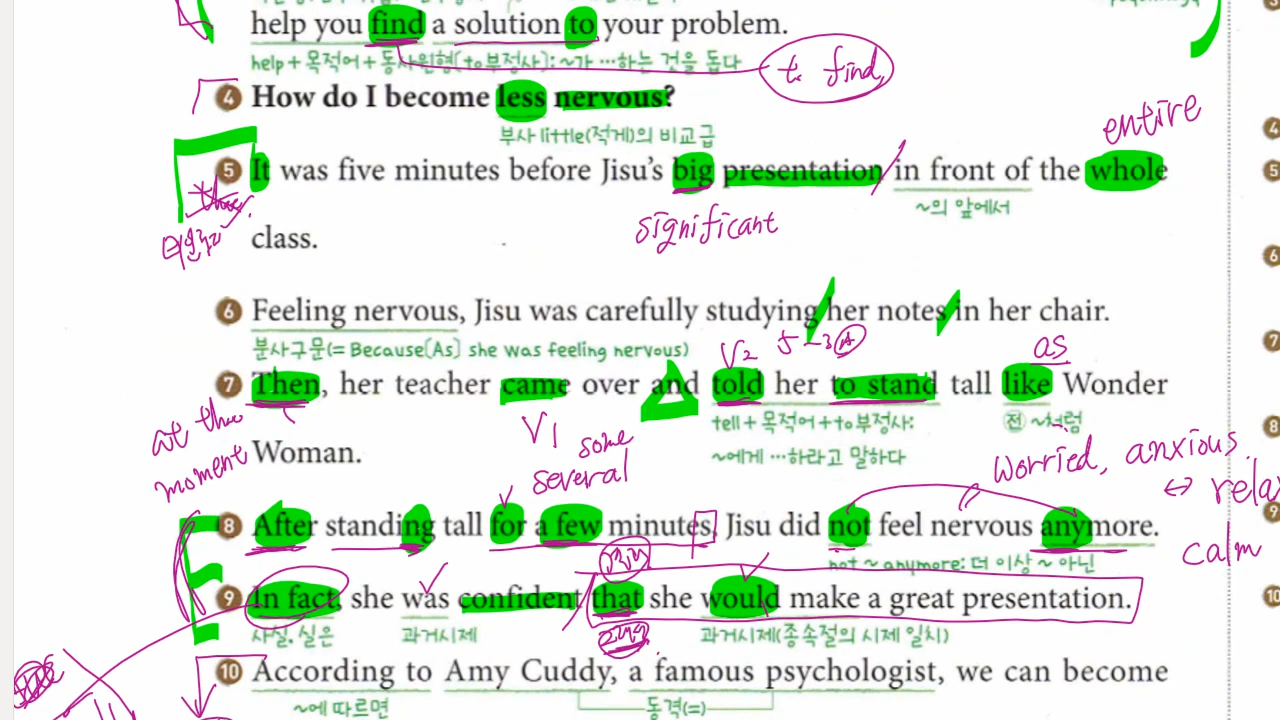 help you find a solution to your problem.
help + 목적어 + 동사원형(to부정사): ~가 …하는 것을 돕다
to find
④ How do I become less nervous?
부사 little(적게)의 비교급
entire
⑤ It was five minutes before Jisu's big presentation in front of the whole
~의 앞에서
significant
class.
⑥ Feeling nervous, Jisu was carefully studying her notes in her chair.
분사구문(= Because[As] she was feeling nervous)
V2
as
⑦ Then, her teacher came over and told her to stand tall like Wonder
V1
tell + 목적어 + to부정사:
전 ~처럼
at the moment
Woman.
~에게 …하라고 말하다
some
several
worried, anxious
⑧ After standing tall for a few minutes, Jisu did not feel nervous anymore.
calm
not ~ anymore: 더 이상 ~ 아닌
⑨ In fact, she was confident that she would make a great presentation.
사실, 실은
과거시제
과거시제(종속절의 시제 일치)
⑩ According to Amy Cuddy, a famous psychologist, we can become
~에 따르면
동격(=)